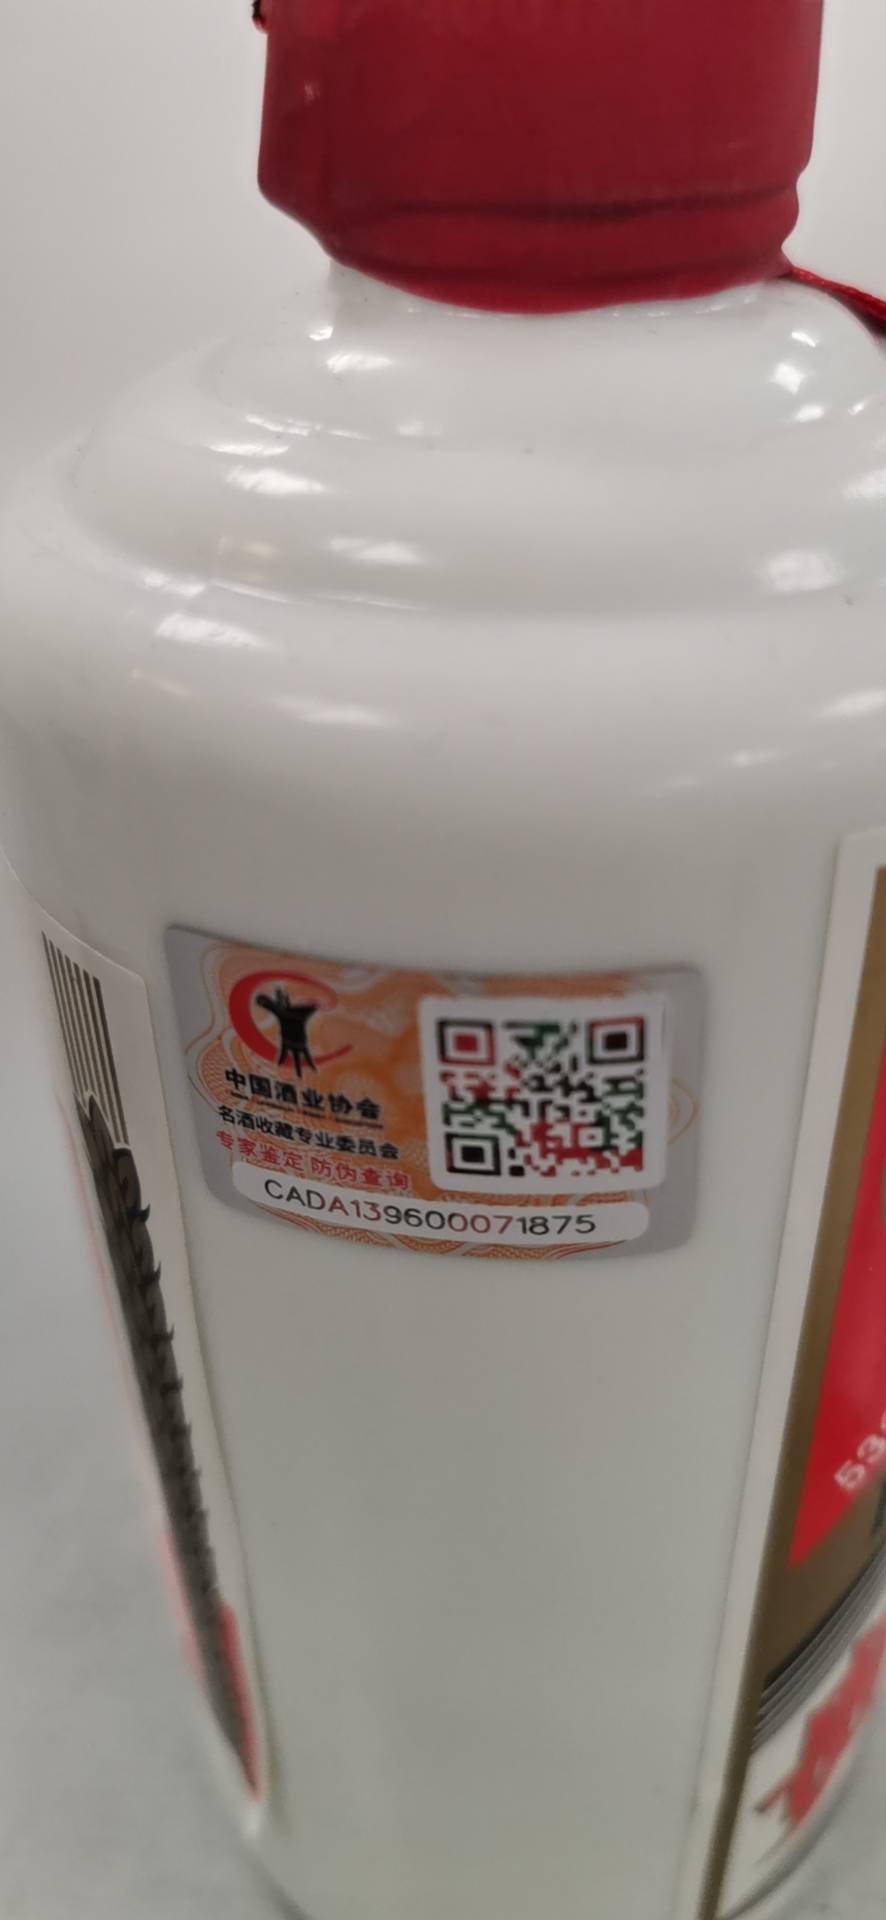 中国酒业协会
名酒收藏专业委员会
专家鉴定 防伪查询
CADA139600071875
53